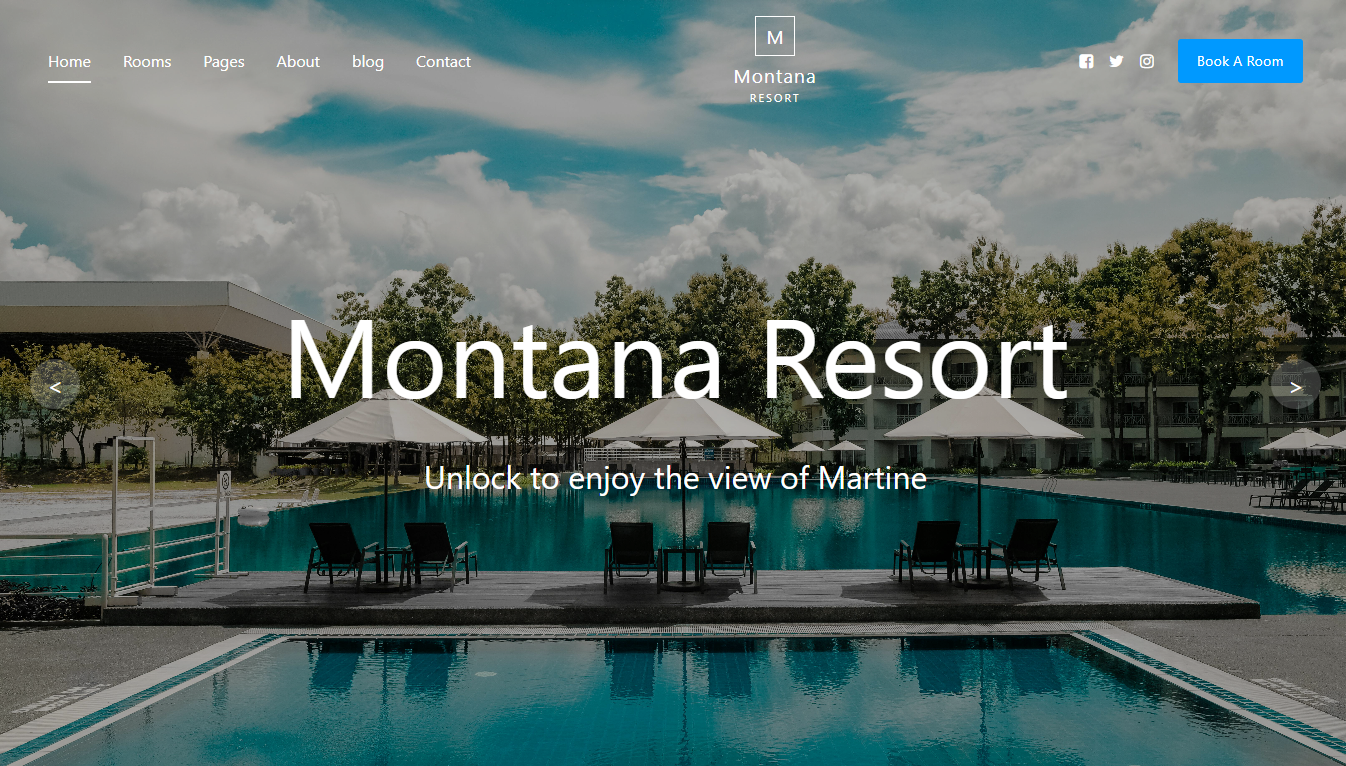 Home Rooms Pages About blog Contact
M
Montana
RESORT
Book A Room
Montana Resort
<
>
Unlock to enjoy the view of Martine